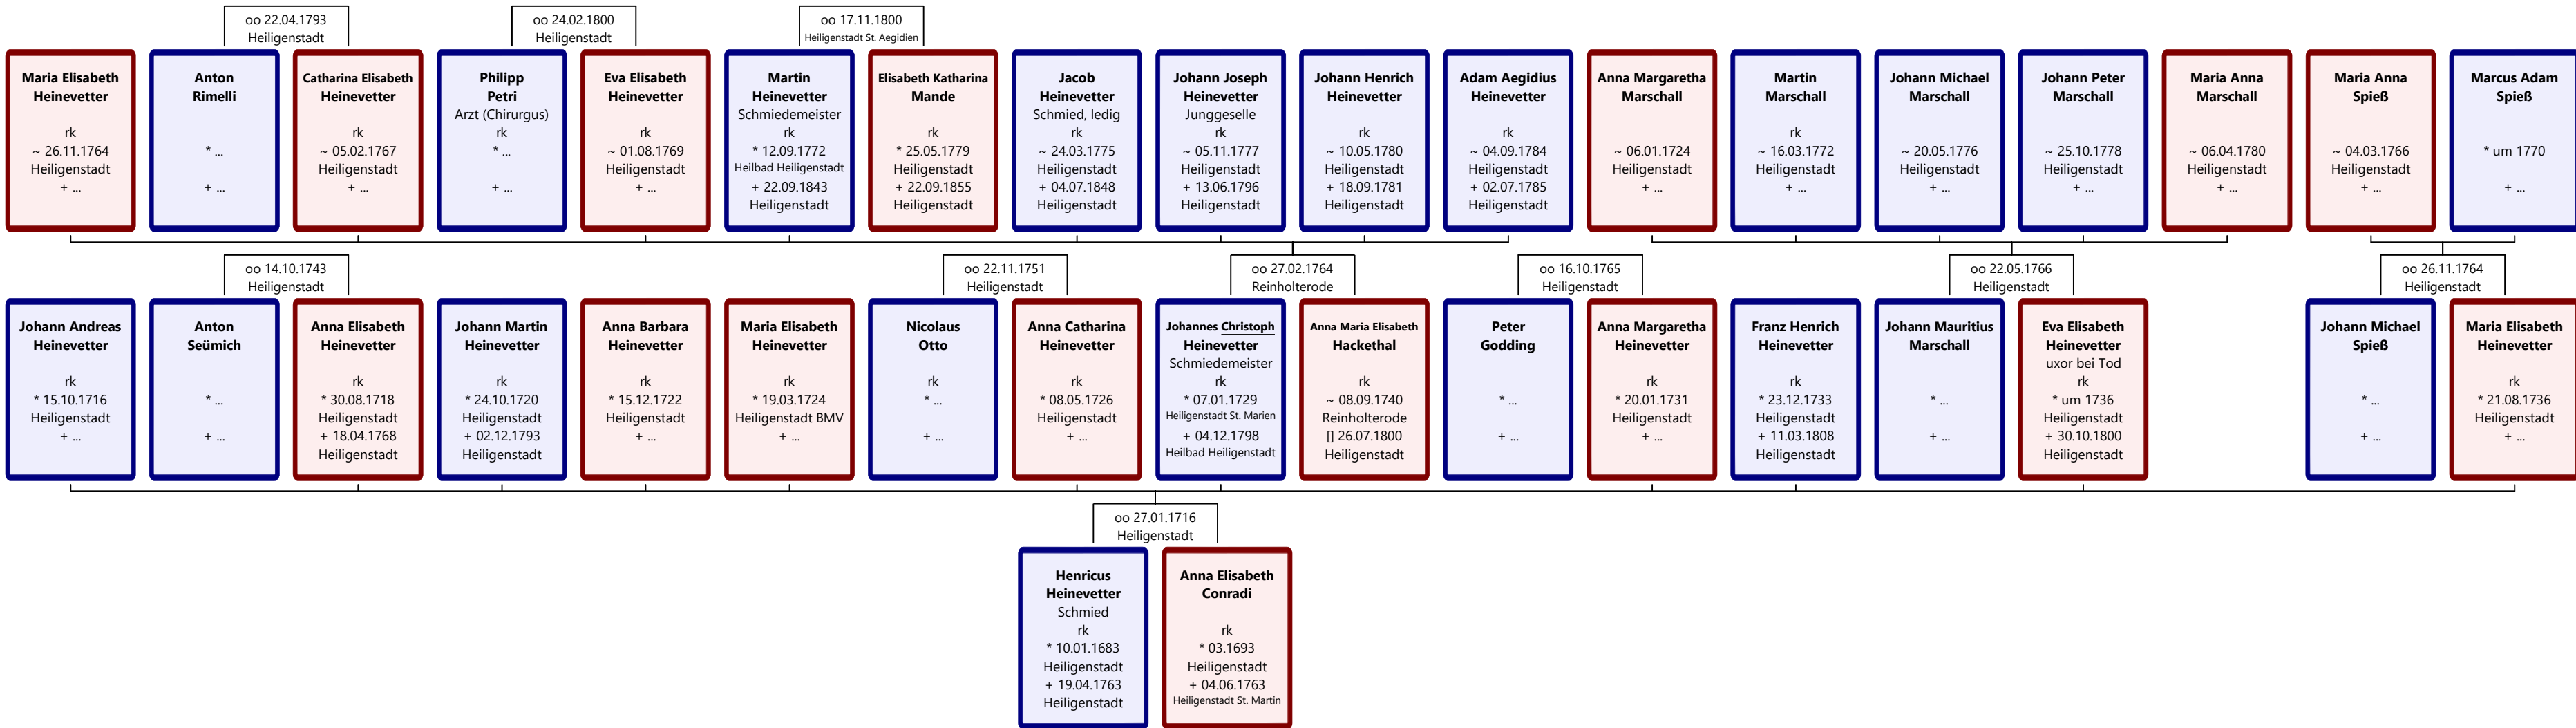 oo 22.04.1793
Heiligenstadt
oo 24.02.1800
Heiligenstadt
oo 17.11.1800
Heiligenstadt St. Aegidien
Maria Elisabeth
Heinevetter
rk
~ 26.11.1764
Heiligenstadt
+ ...
Anton
Rimelli
* ...
+ ...
Catharina Elisabeth
Heinevetter
rk
~ 05.02.1767
Heiligenstadt
+ ...
Philipp
Petri
Arzt (Chirurgus)
rk
* ...
+ ...
Eva Elisabeth
Heinevetter
rk
~ 01.08.1769
Heiligenstadt
+ ...
Martin
Heinevetter
Schmiedemeister
rk
* 12.09.1772
Heilbad Heiligenstadt
+ 22.09.1843
Heiligenstadt
Elisabeth Katharina
Mande
rk
* 25.05.1779
Heiligenstadt
+ 22.09.1855
Heiligenstadt
Jacob
Heinevetter
Schmied, ledig
rk
~ 24.03.1775
Heiligenstadt
+ 04.07.1848
Heiligenstadt
Johann Joseph
Heinevetter
Junggeselle
rk
~ 05.11.1777
Heiligenstadt
+ 13.06.1796
Heiligenstadt
Johann Henrich
Heinevetter
rk
~ 10.05.1780
Heiligenstadt
+ 18.09.1781
Heiligenstadt
Adam Aegidius
Heinevetter
rk
~ 04.09.1784
Heiligenstadt
+ 02.07.1785
Heiligenstadt
Anna Margaretha
Marschall
~ 06.01.1724
Heiligenstadt
+ ...
Martin
Marschall
rk
~ 16.03.1772
Heiligenstadt
+ ...
Johann Michael
Marschall
~ 20.05.1776
Heiligenstadt
+ ...
Johann Peter
Marschall
~ 25.10.1778
Heiligenstadt
+ ...
Maria Anna
Marschall
~ 06.04.1780
Heiligenstadt
+ ...
Maria Anna
Spieß
~ 04.03.1766
Heiligenstadt
+ ...
Marcus Adam
Spieß
* um 1770
+ ...
oo 14.10.1743
Heiligenstadt
oo 22.11.1751
Heiligenstadt
oo 27.02.1764
Reinholterode
oo 16.10.1765
Heiligenstadt
oo 22.05.1766
Heiligenstadt
oo 26.11.1764
Heiligenstadt
Johann Andreas
Heinevetter
rk
* 15.10.1716
Heiligenstadt
+ ...
Anton
Seümich
* ...
+ ...
Anna Elisabeth
Heinevetter
rk
* 30.08.1718
Heiligenstadt
+ 18.04.1768
Heiligenstadt
Johann Martin
Heinevetter
rk
* 24.10.1720
Heiligenstadt
+ 02.12.1793
Heiligenstadt
Anna Barbara
Heinevetter
rk
* 15.12.1722
Heiligenstadt
+ ...
Maria Elisabeth
Heinevetter
rk
* 19.03.1724
Heiligenstadt BMV
+ ...
Nicolaus
Otto
rk
* ...
+ ...
Anna Catharina
Heinevetter
rk
* 08.05.1726
Heiligenstadt
+ ...
Johannes Christoph
Heinevetter
Schmiedemeister
rk
* 07.01.1729
Heiligenstadt St. Marien
+ 04.12.1798
Heilbad Heiligenstadt
Anna Maria Elisabeth
Hackethal
rk
~ 08.09.1740
Reinholterode
[] 26.07.1800
Heiligenstadt
Peter
Godding
* ...
+ ...
Anna Margaretha
Heinevetter
rk
* 20.01.1731
Heiligenstadt
+ ...
Franz Henrich
Heinevetter
rk
* 23.12.1733
Heiligenstadt
+ 11.03.1808
Heiligenstadt
Johann Mauritius
Marschall
* ...
+ ...
Eva Elisabeth
Heinevetter
uxor bei Tod
rk
* um 1736
Heiligenstadt
+ 30.10.1800
Heiligenstadt
Johann Michael
Spieß
* ...
+ ...
Maria Elisabeth
Heinevetter
rk
* 21.08.1736
Heiligenstadt
+ ...
oo 27.01.1716
Heiligenstadt
Henricus
Heinevetter
Schmied
rk
* 10.01.1683
Heiligenstadt
+ 19.04.1763
Heiligenstadt
Anna Elisabeth
Conradi
rk
* 03.1693
Heiligenstadt
+ 04.06.1763
Heiligenstadt St. Martin